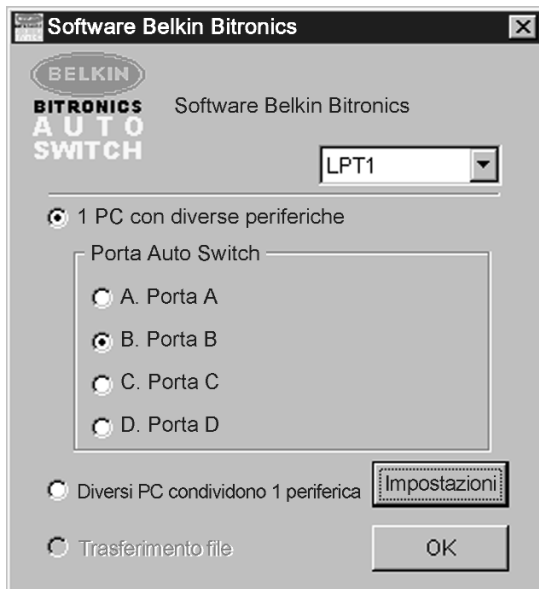 Software Belkin Bitronics
BELKIN
BITRONICS
AUTO
SWITCH
Software Belkin Bitronics
LPT1
1 PC con diverse periferiche
Porta Auto Switch
A. Porta A
B. Porta B
C. Porta C
D. Porta D
Diversi PC condividono 1 periferica
Impostazioni
Trasferimento file
OK